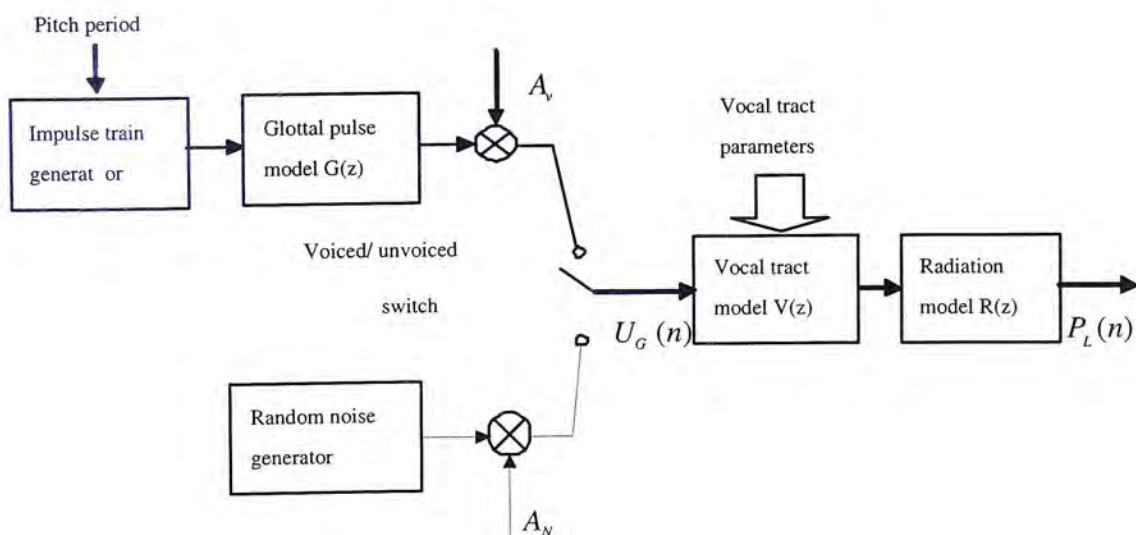 Pitch period
Impulse train
generat or
Glottal pulse
model G(z)
A_v
Vocal tract
parameters
Voiced/ unvoiced
switch
Vocal tract
model V(z)
Radiation
model R(z)
U_G (n)
P_L (n)
Random noise
generator
A_N